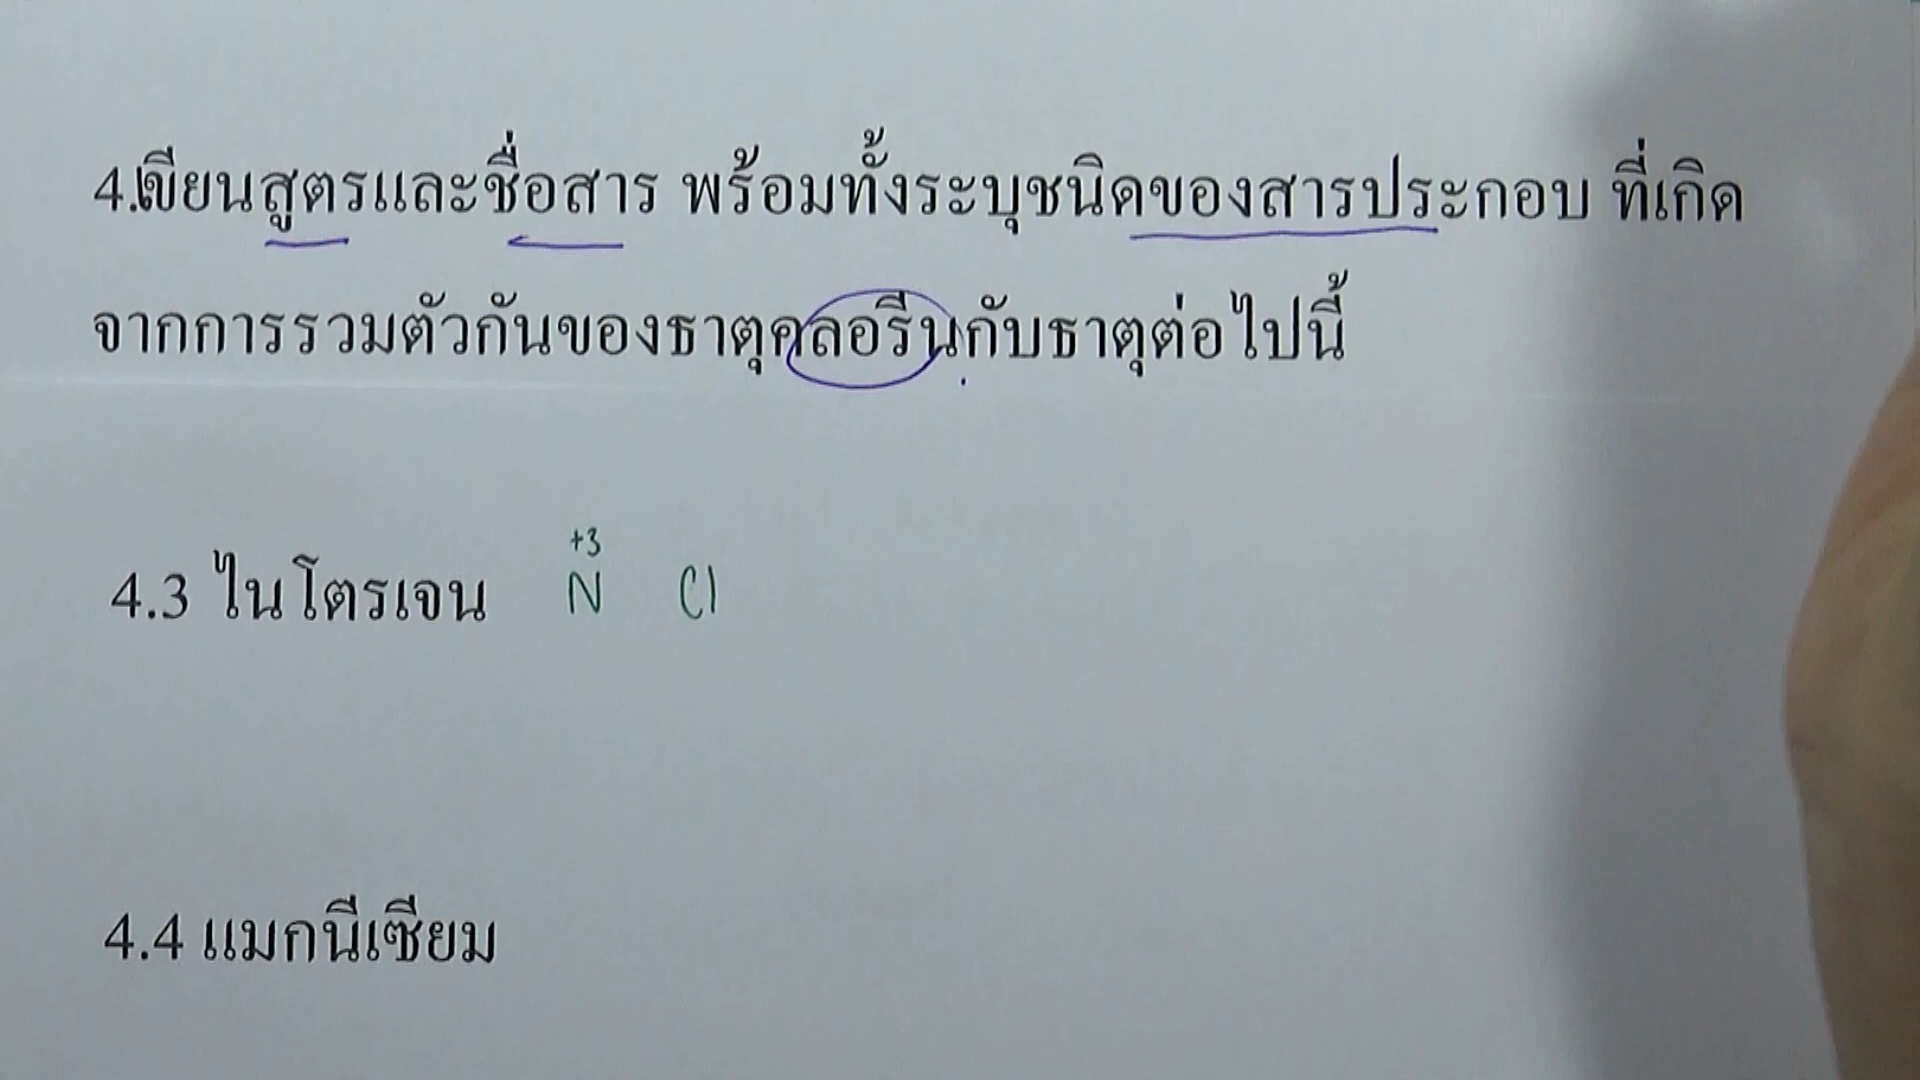 4.เขียนสูตรและชื่อสาร พร้อมทั้งระบุชนิดของสารประกอบ ที่เกิด
จากการรวมตัวกันของธาตุคลอรีนกับธาตุต่อไปนี้
+3
4.3 ไนโตรเจน N Cl
4.4 แมกนีเซียม